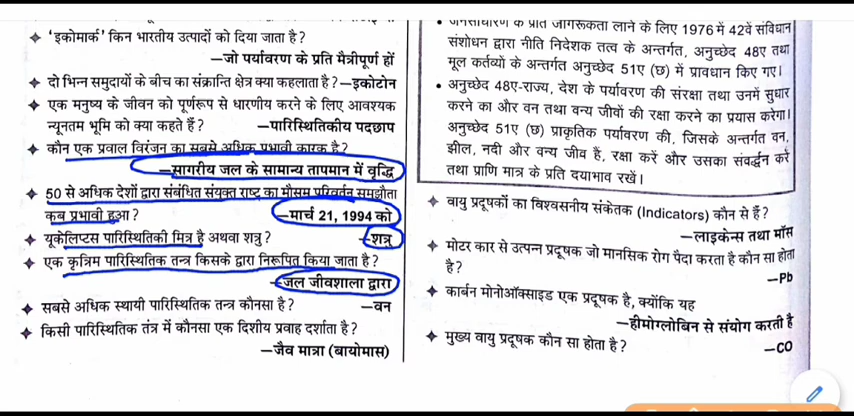 'इकोमार्क' किन भारतीय उत्पादों को दिया जाता है?
—जो पर्यावरण के प्रति मैत्रीपूर्ण हों
दो भिन्न समुदायों के बीच का संक्रान्ति क्षेत्र क्या कहलाता है?—इकोटोन
एक मनुष्य के जीवन को पूर्णरूप से धारणीय करने के लिए आवश्यक
न्यूनतम भूमि को क्या कहते हैं? —पारिस्थितिकीय पदछाप
कौन एक प्रवाल विरंजन का सबसे अधिक प्रभावी कारक है?
—सागरीय जल के सामान्य तापमान में वृद्धि
50 से अधिक देशों द्वारा संबंधित संयुक्त राष्ट्र का मौसम परिवर्तन समझौता
कब प्रभावी हुआ? —मार्च 21, 1994 को
यूकेलिप्टस पारिस्थितिकी मित्र है अथवा शत्रु? —शत्रु
एक कृत्रिम पारिस्थितिक तन्त्र किसके द्वारा निरूपित किया जाता है?
—जल जीवशाला द्वारा
सबसे अधिक स्थायी पारिस्थितिक तन्त्र कौनसा है? —वन
किसी पारिस्थितिक तंत्र में कौनसा एक दिशीय प्रवाह दर्शाता है?
—जैव मात्रा (बायोमास)
• जनसाधारण के प्रति जागरूकता लाने के लिए 1976 में 42वें संविधान
संशोधन द्वारा नीति निदेशक तत्व के अन्तर्गत, अनुच्छेद 48ए तथा
मूल कर्तव्यों के अन्तर्गत अनुच्छेद 51ए (छ) में प्रावधान किए गए।
• अनुच्छेद 48ए-राज्य, देश के पर्यावरण की संरक्षा तथा उनमें सुधार
करने का और वन तथा वन्य जीवों की रक्षा करने का प्रयास करेगा।
अनुच्छेद 51ए (छ) प्राकृतिक पर्यावरण की, जिसके अन्तर्गत वन,
झील, नदी और वन्य जीव हैं, रक्षा करें और उसका संवर्द्धन करे
तथा प्राणि मात्र के प्रति दयाभाव रखें।
वायु प्रदूषकों का विश्वसनीय संकेतक (Indicators) कौन से हैं?
—लाइकेन्स तथा मॉस
मोटर कार से उत्पन्न प्रदूषक जो मानसिक रोग पैदा करता है कौन सा होता
है?
—Pb
कार्बन मोनोऑक्साइड एक प्रदूषक है, क्योंकि यह
—हीमोग्लोबिन से संयोग करती है
मुख्य वायु प्रदूषक कौन सा होता है?
—CO